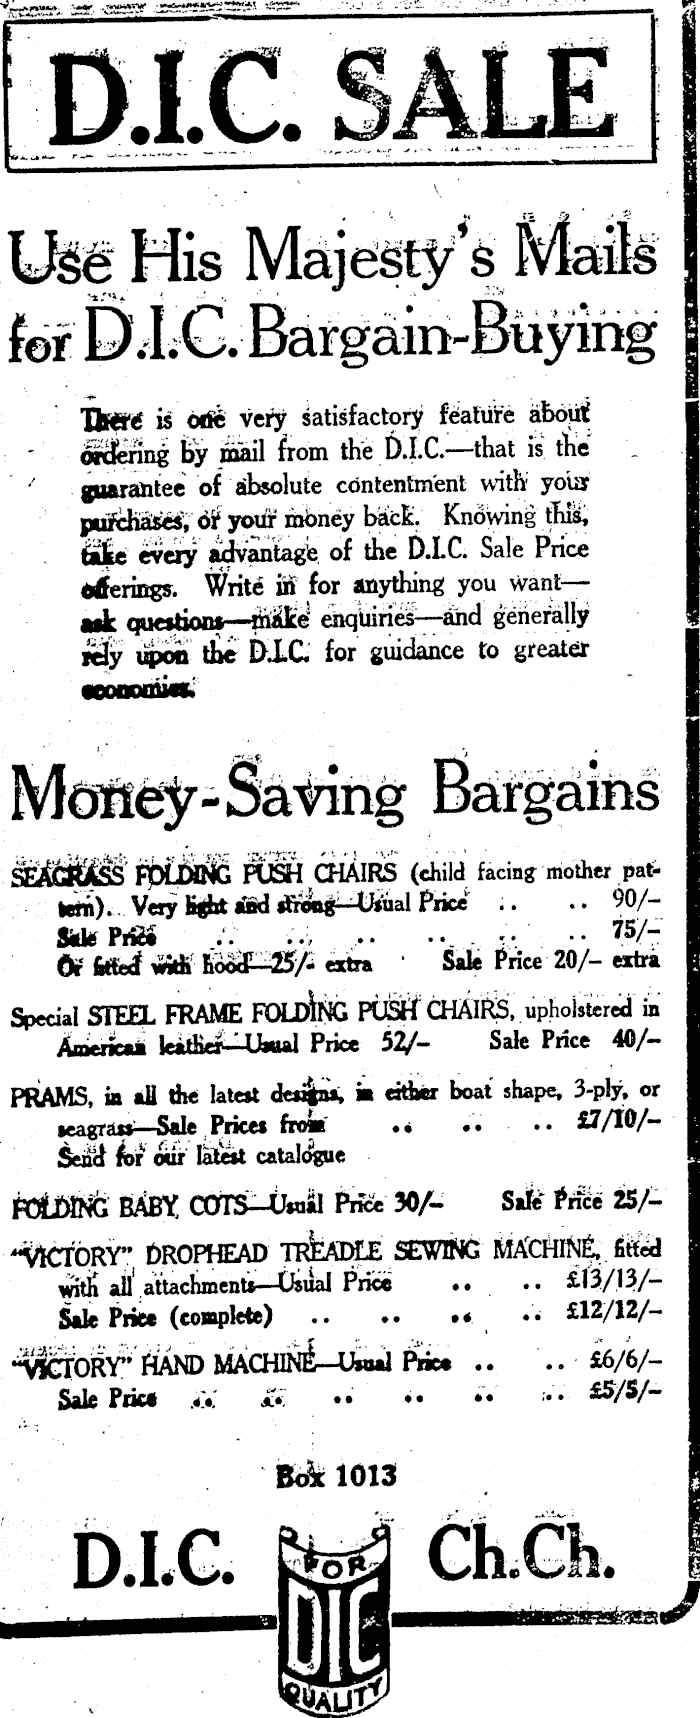 D.I.C. SALE
Use His Majesty's Mails
for D.I.C. Bargain-Buying
There is one very satisfactory feature about
ordering by mail from the D.I.C.—that is the
guarantee of absolute contentment with your
purchases, or your money back. Knowing this,
take every advantage of the D.I.C. Sale Price
offerings. Write in for anything you want—
ask questions—make enquiries—and generally
rely upon the D.I.C. for guidance to greater
economies.
Money-Saving Bargains
SEAGRASS FOLDING PUSH CHAIRS (child facing mother pat-
tern). Very light and strong—Usual Price .. .. 90/–
Sale Price .. .. .. .. .. .. 75/–
Or fitted with hood—25/- extra Sale Price 20/– extra
Special STEEL FRAME FOLDING PUSH CHAIRS, upholstered in
American leather—Usual Price 52/– Sale Price 40/–
PRAMS, in all the latest designs, in either boat shape, 3-ply, or
seagrass—Sale Prices from .. .. .. £7/10/–
Send for our latest catalogue
FOLDING BABY COTS—Usual Price 30/– Sale Price 25/–
"VICTORY" DROPHEAD TREADLE SEWING MACHINE, fitted
with all attachments—Usual Price .. .. £13/13/–
Sale Price (complete) .. .. .. .. £12/12/–
"VICTORY" HAND MACHINE—Usual Price .. .. £6/6/–
Sale Price .. .. .. .. .. .. £5/5/–
Box 1013
D.I.C. Ch.Ch.
FOR
DIC
QUALITY